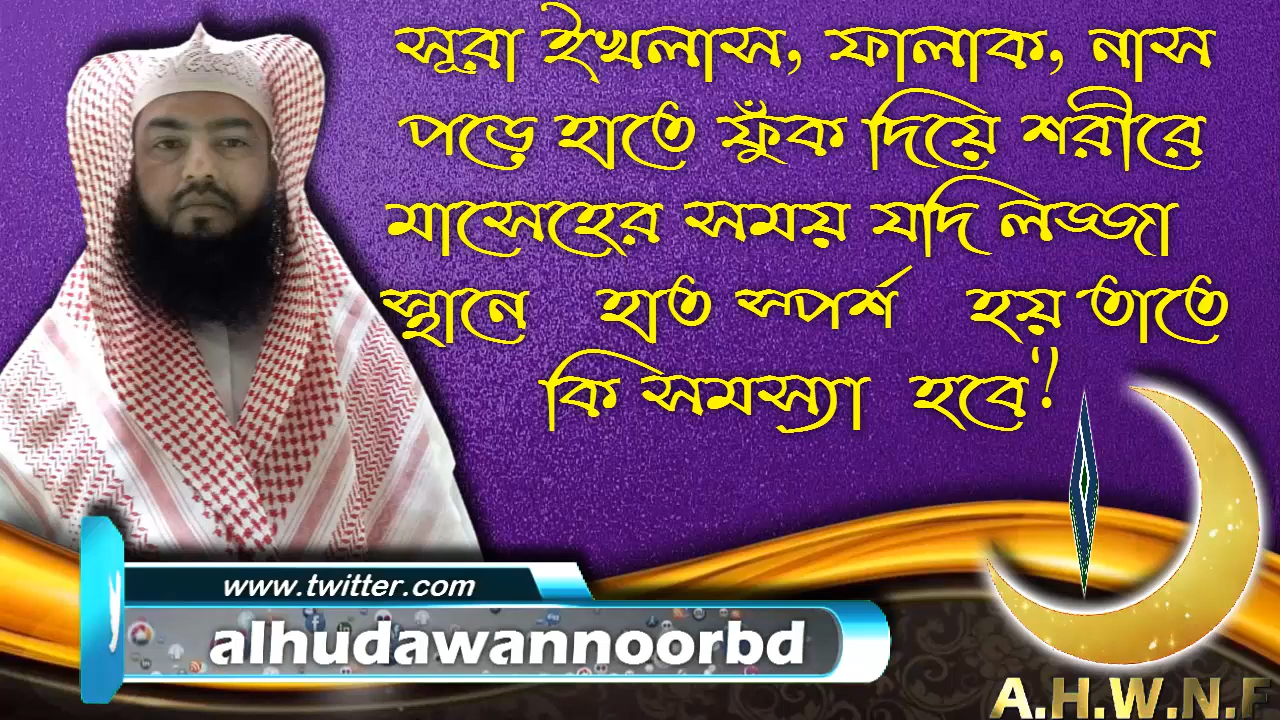 সূরা ইখলাস, ফালাক, নাস
পড়ে হাতে ফুঁক দিয়ে শরীরে
মাসেহের সময় যদি লজ্জা
স্থানে হাত স্পর্শ হয় তাতে
কি সমস্যা হবে?
www.twitter.com
alhudawannoorbd
A.H.W.N.F